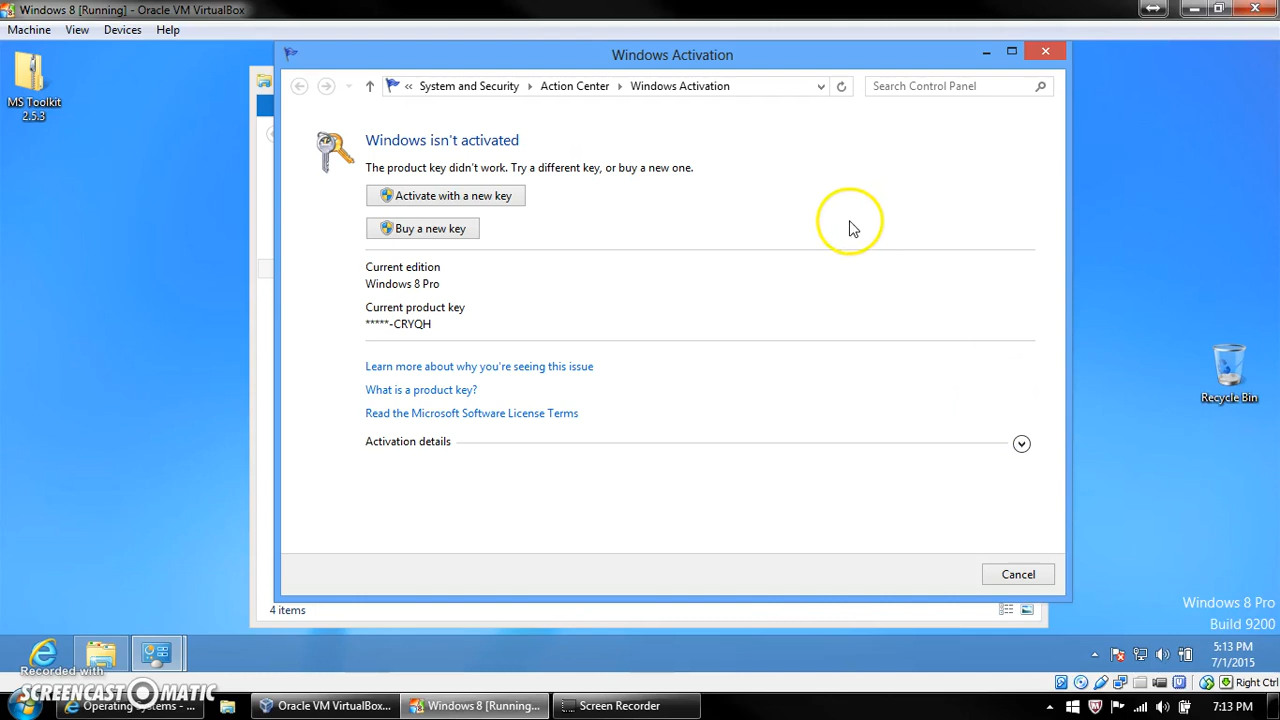 Windows 8 [Running] - Oracle VM VirtualBox
Machine View Devices Help
MS Toolkit
2.5.3
Windows Activation
« System and Security Action Center Windows Activation
Search Control Panel
Windows isn't activated
The product key didn't work. Try a different key, or buy a new one.
Activate with a new key
Buy a new key
Current edition
Windows 8 Pro
Current product key
*****-CRYQH
Learn more about why you're seeing this issue
What is a product key?
Read the Microsoft Software License Terms
Activation details
Cancel
Recycle Bin
4 items
Windows 8 Pro
Build 9200
5:13 PM
7/1/2015
Right Ctrl
Recorded with
SCREENCAST-O-MATIC
Operating Systems - ...
Oracle VM VirtualBox...
Windows 8 [Running...
Screen Recorder
7:13 PM